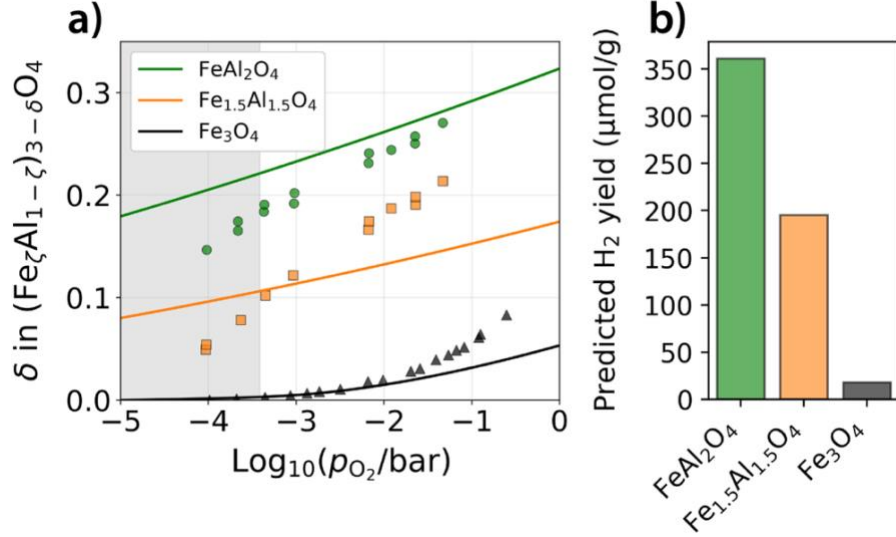 a)
FeAl₂O₄
Fe₁.₅Al₁.₅O₄
Fe₃O₄
δ in (Fe_ζAl₁₋ζ)₃₋δO₄
0.3
0.2
0.1
0.0
−5 −4 −3 −2 −1 0
Log₁₀(p_O₂/bar)
b)
Predicted H₂ yield (μmol/g)
350
300
250
200
150
100
50
0
FeAl₂O₄
Fe₁.₅Al₁.₅O₄
Fe₃O₄